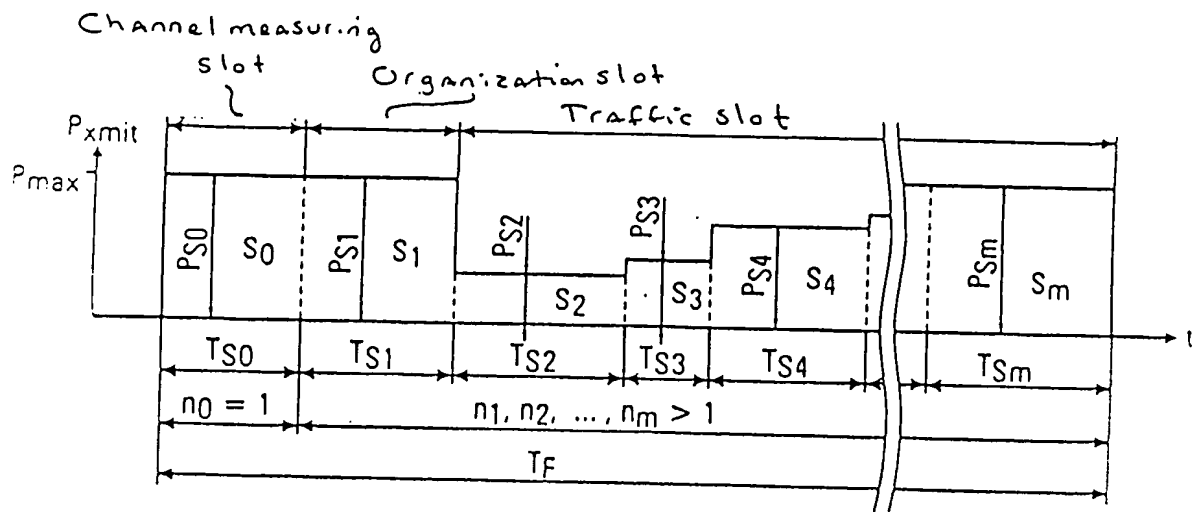 Channel measuring
slot
Organization slot
Traffic slot
Pxmit
Pmax
PS0 S0 PS1 S1 PS2 S2 PS3 S3 PS4 S4 PSm Sm
t
TS0 TS1 TS2 TS3 TS4 TSm
n0 = 1 n1, n2, ..., nm > 1
TF